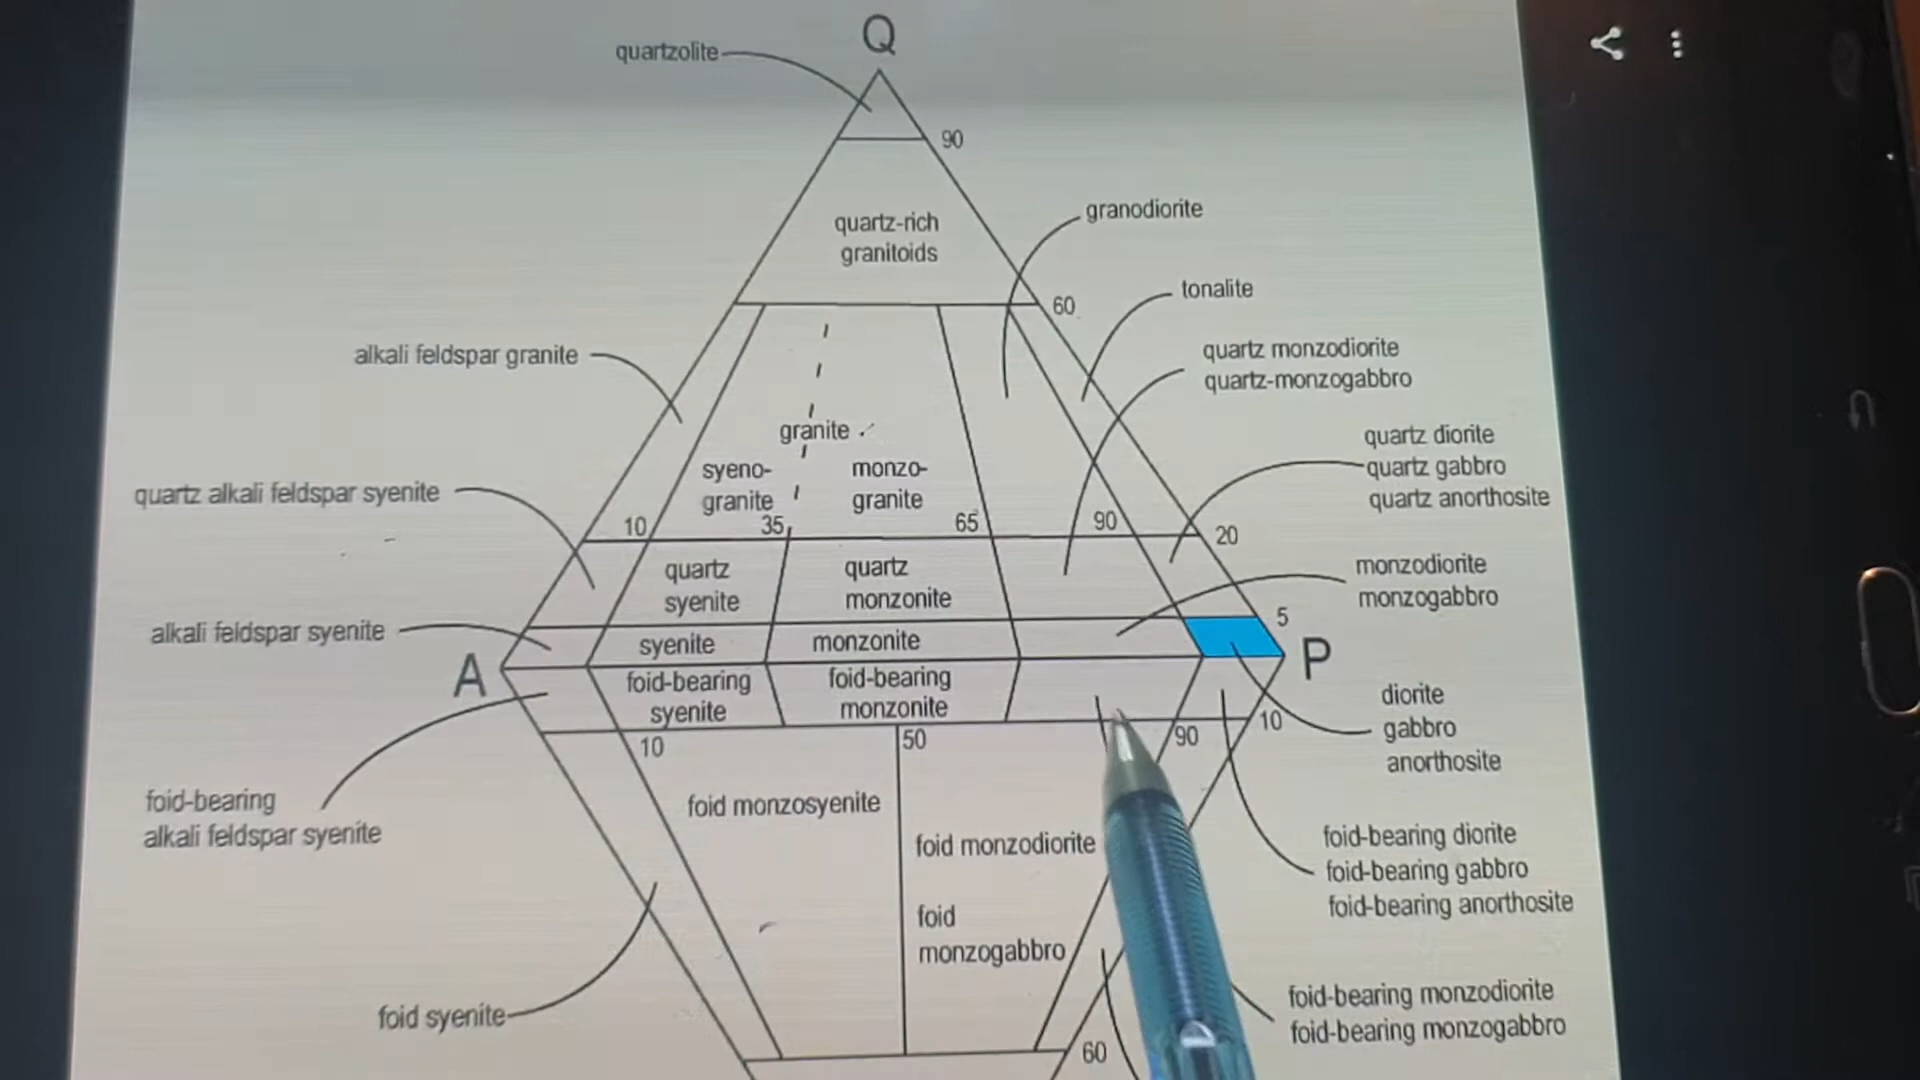 Q
quartzolite
90
granodiorite
quartz-rich
granitoids
tonalite
60
alkali feldspar granite
quartz monzodiorite
quartz-monzogabbro
granite
quartz diorite
quartz gabbro
quartz anorthosite
syeno-
granite
monzo-
granite
quartz alkali feldspar syenite
10
35
65
90
20
quartz
syenite
quartz
monzonite
monzodiorite
monzogabbro
5
alkali feldspar syenite
syenite
monzonite
A
P
foid-bearing
syenite
foid-bearing
monzonite
diorite
gabbro
anorthosite
10
50
90
10
foid-bearing
alkali feldspar syenite
foid monzosyenite
foid monzodiorite
foid
monzogabbro
foid-bearing diorite
foid-bearing gabbro
foid-bearing anorthosite
foid syenite
foid-bearing monzodiorite
foid-bearing monzogabbro
60